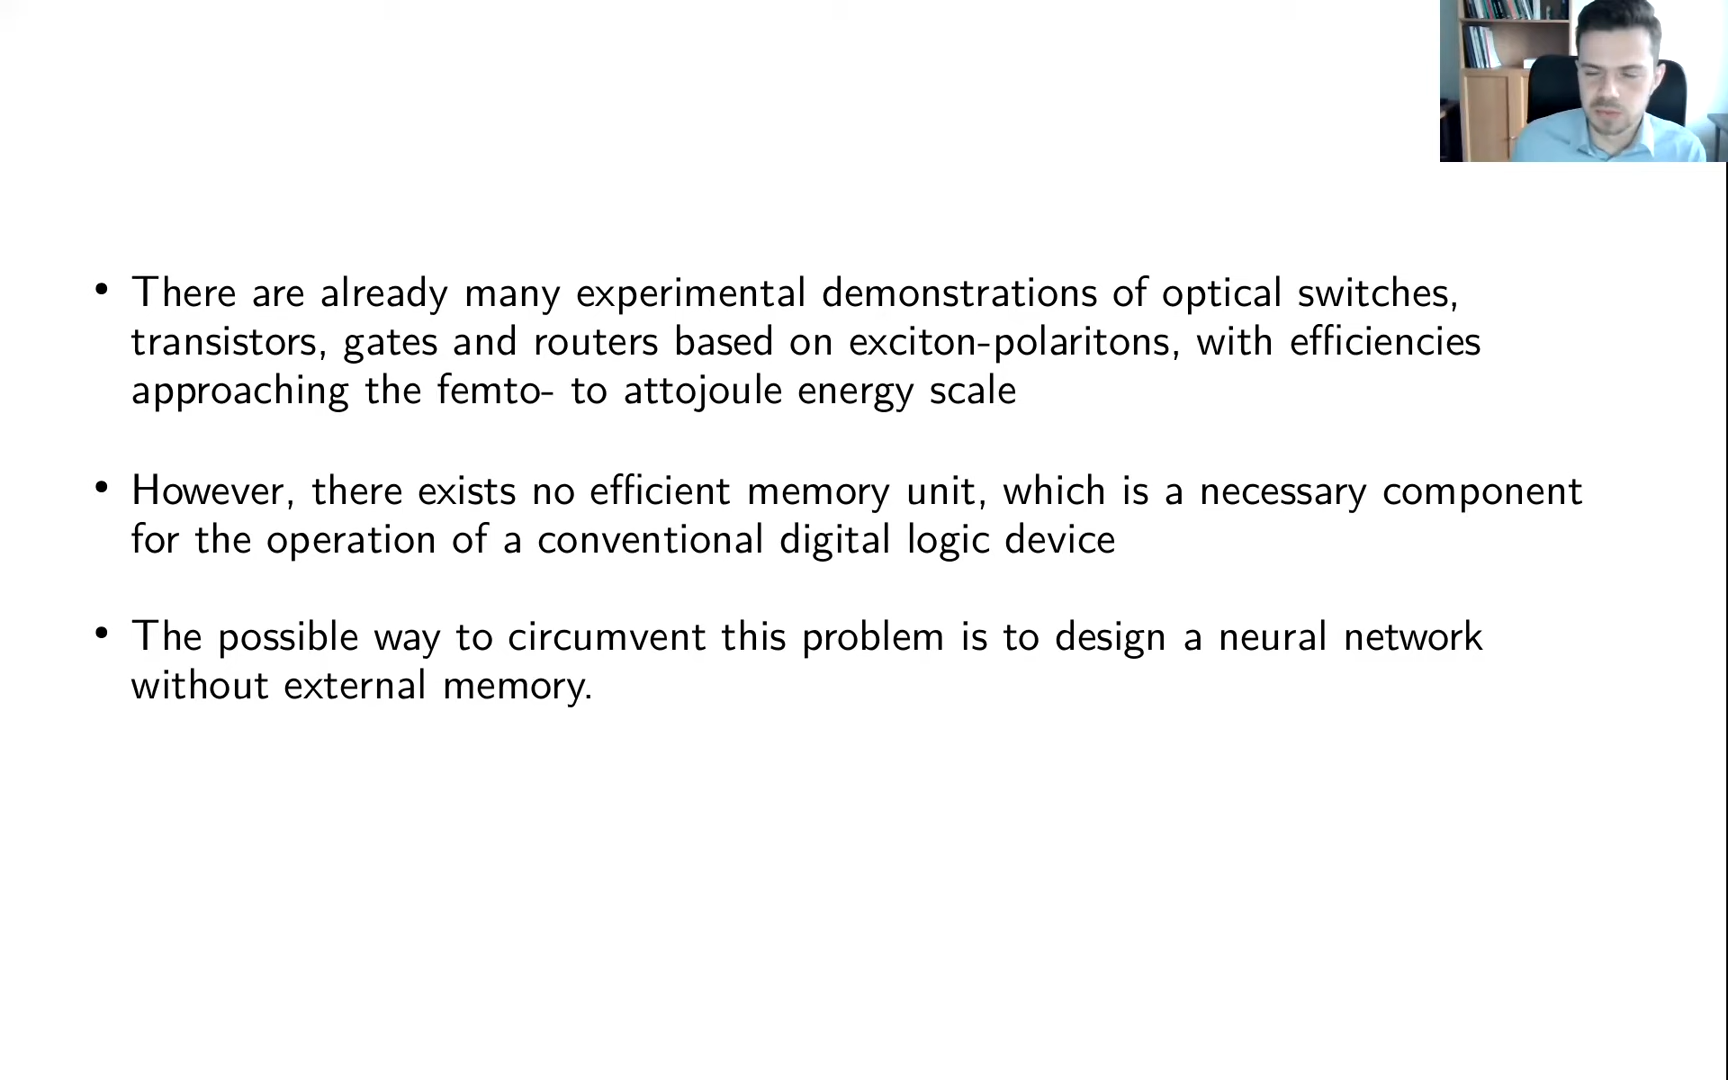 • There are already many experimental demonstrations of optical switches,
transistors, gates and routers based on exciton-polaritons, with efficiencies
approaching the femto- to attojoule energy scale
• However, there exists no efficient memory unit, which is a necessary component
for the operation of a conventional digital logic device
• The possible way to circumvent this problem is to design a neural network
without external memory.